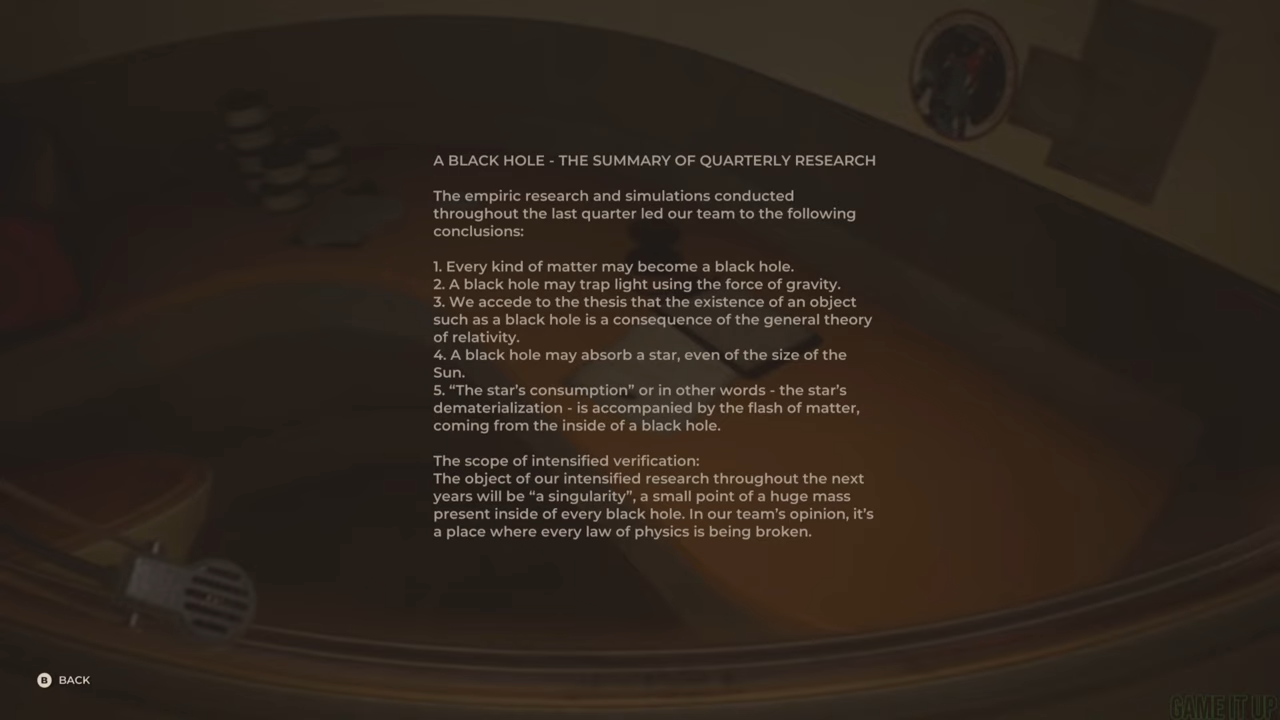 A BLACK HOLE - THE SUMMARY OF QUARTERLY RESEARCH
The empiric research and simulations conducted
throughout the last quarter led our team to the following
conclusions:
1. Every kind of matter may become a black hole.
2. A black hole may trap light using the force of gravity.
3. We accede to the thesis that the existence of an object
such as a black hole is a consequence of the general theory
of relativity.
4. A black hole may absorb a star, even of the size of the
Sun.
5. “The star’s consumption” or in other words - the star’s
dematerialization - is accompanied by the flash of matter,
coming from the inside of a black hole.
The scope of intensified verification:
The object of our intensified research throughout the next
years will be “a singularity”, a small point of a huge mass
present inside of every black hole. In our team’s opinion, it’s
a place where every law of physics is being broken.
B BACK
GAME IT UP